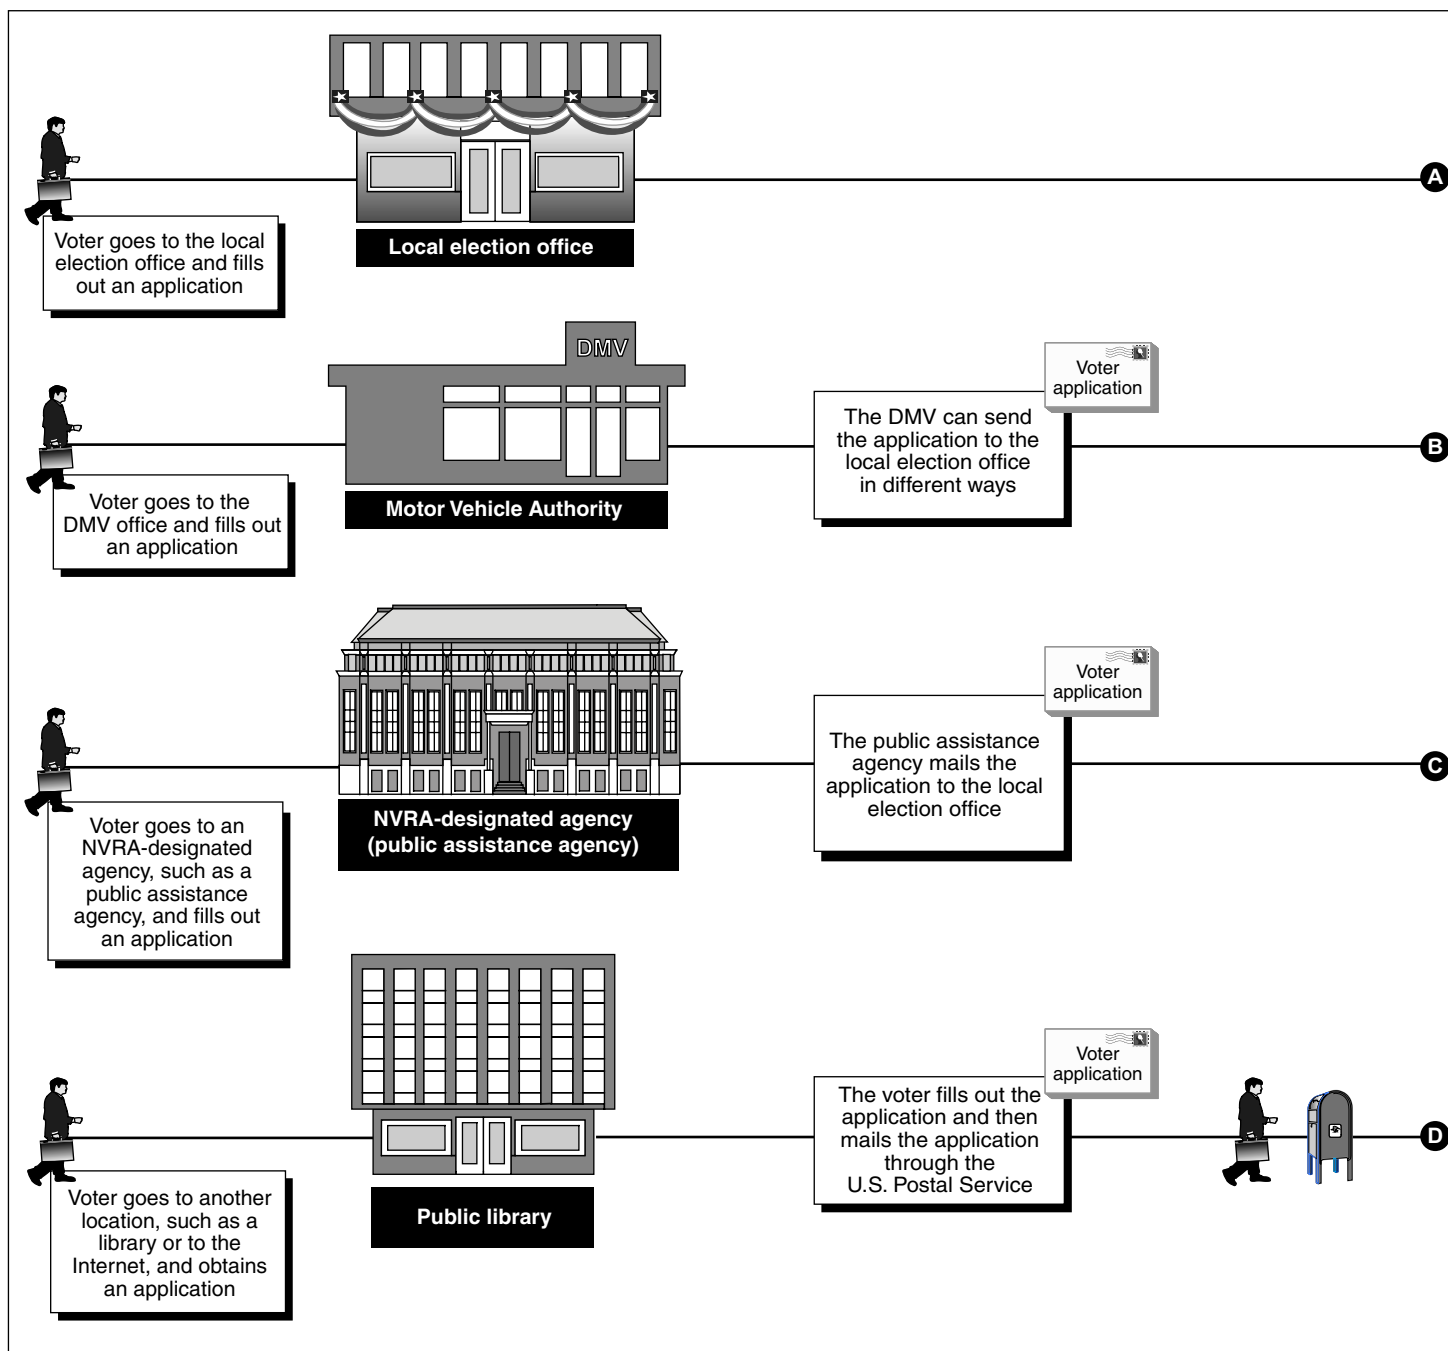 A
Local election office
Voter goes to the local
election office and fills
out an application
DMV
Voter
application
The DMV can send
the application to the
local election office
in different ways
B
Motor Vehicle Authority
Voter goes to the
DMV office and fills out
an application
Voter
application
The public assistance
agency mails the
application to the local
election office
C
NVRA-designated agency
(public assistance agency)
Voter goes to an
NVRA-designated
agency, such as a
public assistance
agency, and fills out
an application
Voter
application
The voter fills out the
application and then
mails the application
through the
U.S. Postal Service
D
Public library
Voter goes to another
location, such as a
library or to the
Internet, and obtains
an application